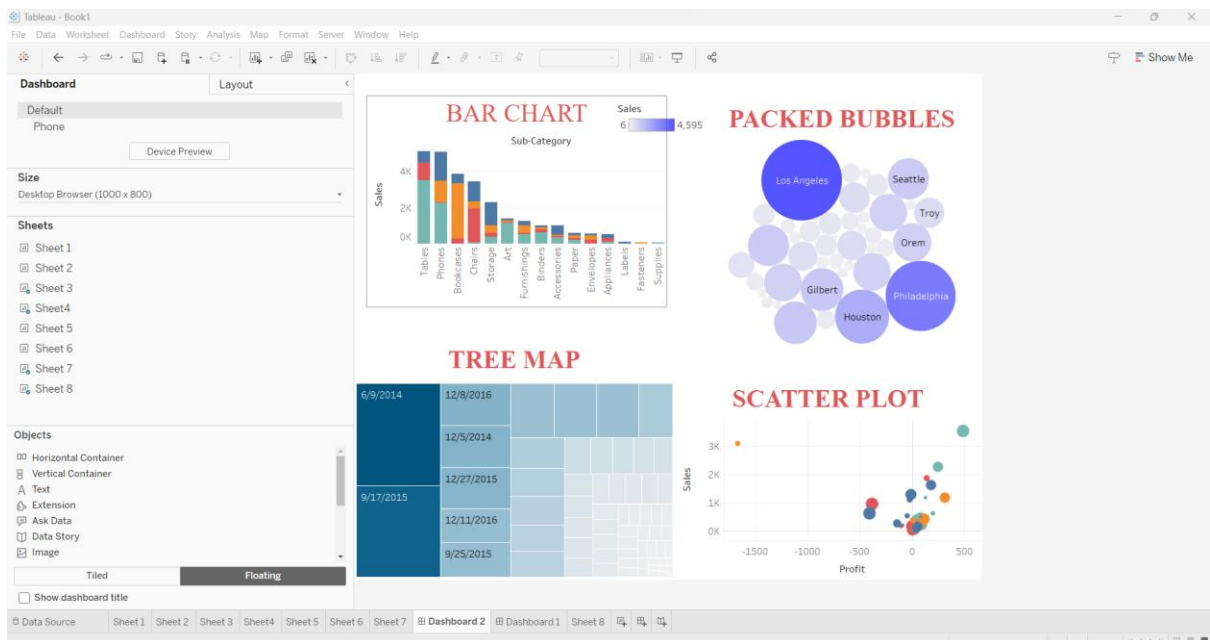 Tableau - Book1
File Data Worksheet Dashboard Story Analysis Map Format Server Window Help
Show Me
Dashboard Layout
Default
Phone
Device Preview
Size
Desktop Browser (1000 x 800)
Sheets
Sheet 1
Sheet 2
Sheet 3
Sheet4
Sheet 5
Sheet 6
Sheet 7
Sheet 8
Objects
Horizontal Container
Vertical Container
Text
Extension
Ask Data
Data Story
Image
Tiled Floating
Show dashboard title
BAR CHART
Sales
6 4,595
Sub-Category
Sales
4K
2K
0K
Tables
Phones
Bookcases
Chairs
Storage
Art
Furnishings
Binders
Accessories
Paper
Envelopes
Appliances
Labels
Fasteners
Supplies
PACKED BUBBLES
Los Angeles
Seattle
Troy
Orem
Gilbert
Philadelphia
Houston
TREE MAP
6/9/2014
9/17/2015
12/8/2016
12/5/2014
12/27/2015
12/11/2016
9/25/2015
SCATTER PLOT
Sales
3K
2K
1K
0K
-1500 -1000 -500 0 500
Profit
Data Source Sheet 1 Sheet 2 Sheet 3 Sheet4 Sheet 5 Sheet 6 Sheet 7 Dashboard 2 Dashboard 1 Sheet 8